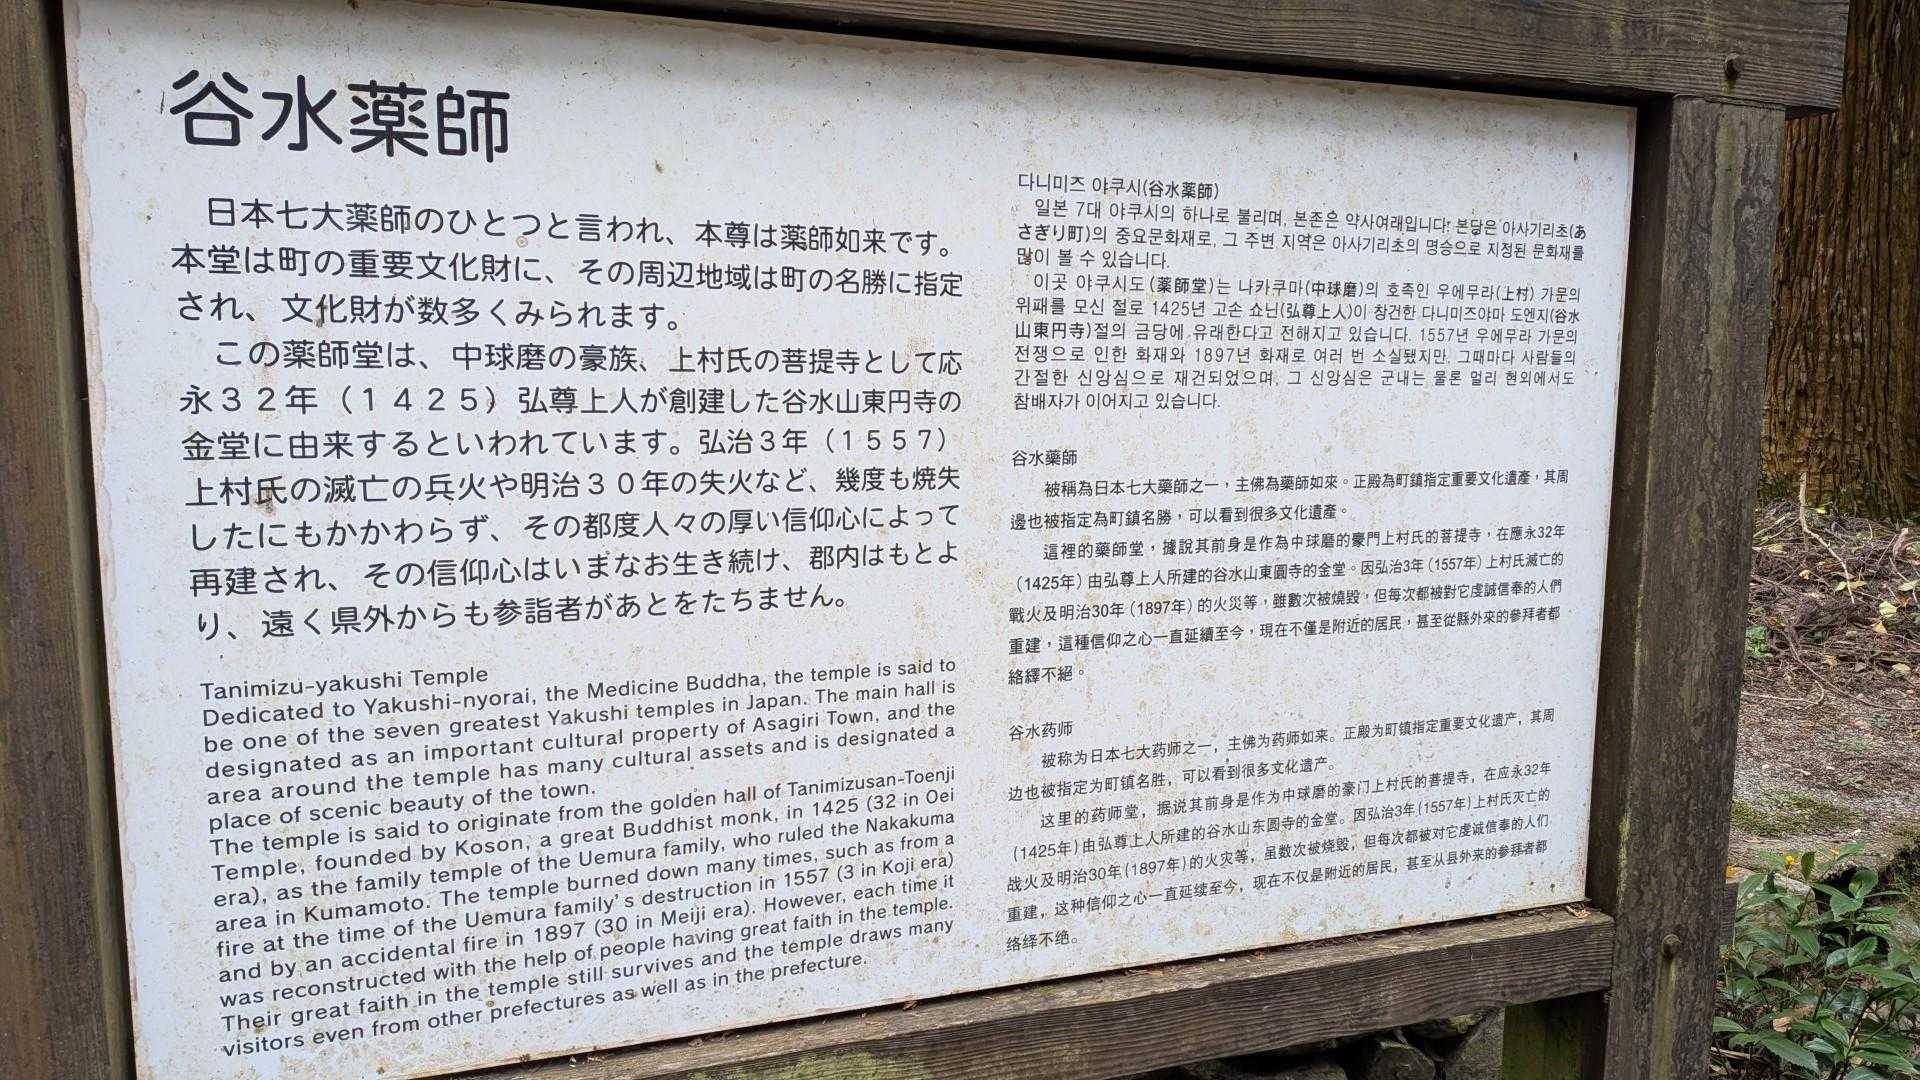 谷水薬師
日本七大薬師のひとつと言われ、本尊は薬師如来です。
本堂は町の重要文化財に、その周辺地域は町の名勝に指定
され、文化財が数多くみられます。
この薬師堂は、中球磨の豪族、上村氏の菩提寺として応
永３２年（１４２５）弘尊上人が創建した谷水山東円寺の
金堂に由来するといわれています。弘治３年（１５５７）
上村氏の滅亡の兵火や明治３０年の失火など、幾度も焼失
したにもかかわらず、その都度人々の厚い信仰心によって
再建され、その信仰心はいまなお生き続け、郡内はもとよ
り、遠く県外からも参詣者があとをたちません。
Tanimizu-yakushi Temple
Dedicated to Yakushi-nyorai, the Medicine Buddha, the temple is said to
be one of the seven greatest Yakushi temples in Japan. The main hall is
designated as an important cultural property of Asagiri Town, and the
area around the temple has many cultural assets and is designated a
place of scenic beauty of the town.
The temple is said to originate from the golden hall of Tanimizusan-Toenji
Temple, founded by Koson, a great Buddhist monk, in 1425 (32 in Oei
era), as the family temple of the Uemura family, who ruled the Nakakuma
area in Kumamoto. The temple burned down many times, such as from a
fire at the time of the Uemura family's destruction in 1557 (3 in Koji era)
and by an accidental fire in 1897 (30 in Meiji era). However, each time it
was reconstructed with the help of people having great faith in the temple.
Their great faith in the temple still survives and the temple draws many
visitors even from other prefectures as well as in the prefecture.
다니미즈 야쿠시(谷水薬師)
일본 7대 야쿠시의 하나로 불리며, 본존은 약사여래입니다. 본당은 아사기리초(あ
さぎり町)의 중요문화재로, 그 주변 지역은 아사기리초의 명승으로 지정된 문화재를
많이 볼 수 있습니다.
이곳 야쿠시도(薬師堂)는 나카쿠마(中球磨)의 호족인 우에무라(上村) 가문의
위패를 모신 절로 1425년 고손 쇼닌(弘尊上人)이 창건한 다니미즈야마 도엔지(谷水
山東円寺)절의 금당에 유래한다고 전해지고 있습니다. 1557년 우에무라 가문의
전쟁으로 인한 화재와 1897년 화재로 여러 번 소실됐지만, 그때마다 사람들의
간절한 신앙심으로 재건되었으며, 그 신앙심은 군내는 물론 멀리 현외에서도
참배자가 이어지고 있습니다.
谷水藥師
被稱為日本七大藥師之一，主佛為藥師如來。正殿為町鎮指定重要文化遺產，其周
邊也被指定為町鎮名勝，可以看到很多文化遺產。
這裡的藥師堂，據說其前身是作為中球磨的豪門上村氏的菩提寺，在應永32年
(1425年) 由弘尊上人所建的谷水山東圓寺的金堂。因弘治3年 (1557年) 上村氏滅亡的
戰火及明治30年 (1897年) 的火災等，雖數次被燒毀，但每次都被對它虔誠信奉的人們
重建，這種信仰之心一直延續至今，現在不僅是附近的居民，甚至從縣外來的參拜者都
絡繹不絕。
谷水药师
被称为日本七大药师之一，主佛为药师如来。正殿为町镇指定重要文化遗产，其周
边也被指定为町镇名胜，可以看到很多文化遗产。
这里的药师堂，据说其前身是作为中球磨的豪门上村氏的菩提寺，在应永32年
(1425年) 由弘尊上人所建的谷水山东圆寺的金堂。因弘治3年 (1557年) 上村氏灭亡的
战火及明治30年 (1897年) 的火灾等，虽数次被烧毁，但每次都被对它虔诚信奉的人们
重建，这种信仰之心一直延续至今，现在不仅是附近的居民，甚至从县外来的参拜者都
络绎不绝。